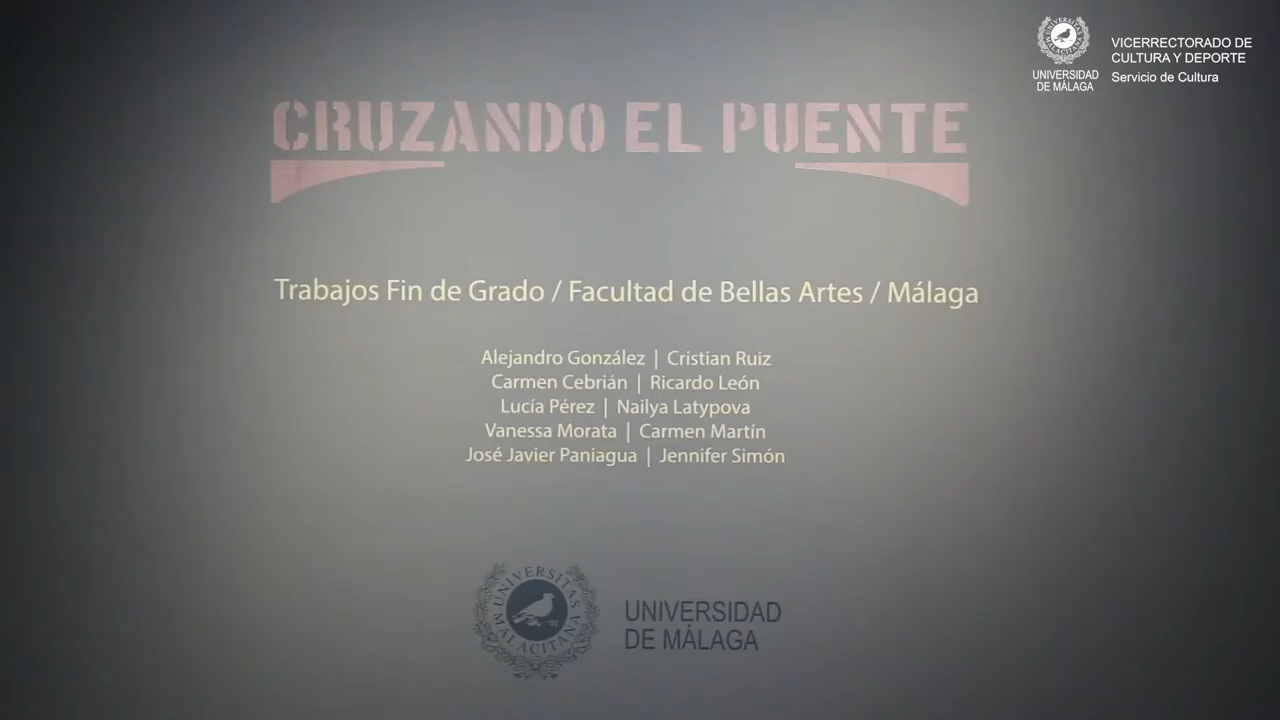 UNIVERSIDAD
DE MÁLAGA
VICERRECTORADO DE
CULTURA Y DEPORTE
Servicio de Cultura
CRUZANDO EL PUENTE
Trabajos Fin de Grado / Facultad de Bellas Artes / Málaga
Alejandro González | Cristian Ruiz
Carmen Cebrián | Ricardo León
Lucía Pérez | Nailya Latypova
Vanessa Morata | Carmen Martín
José Javier Paniagua | Jennifer Simón
UNIVERSITAS
MALACITANA
UNIVERSIDAD
DE MÁLAGA